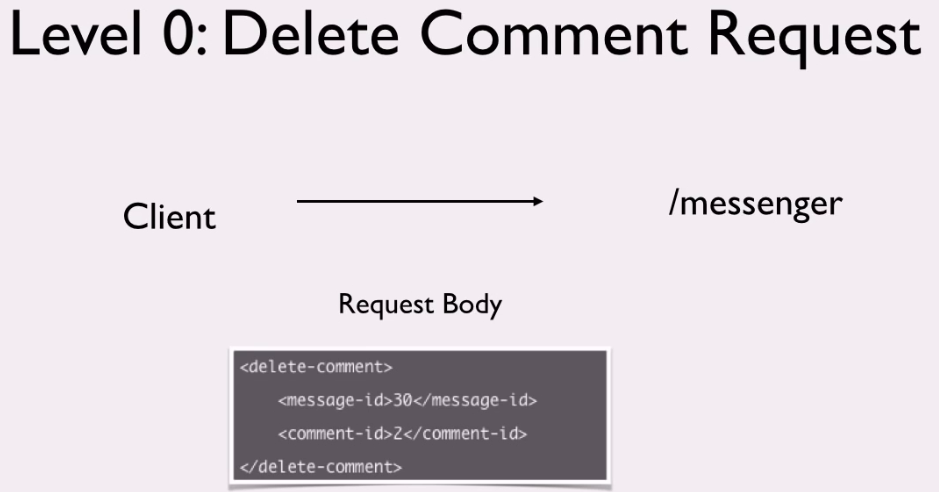 Level 0: Delete Comment Request
Client
/messenger
Request Body
<delete-comment>
<message-id>30</message-id>
<comment-id>2</comment-id>
</delete-comment>